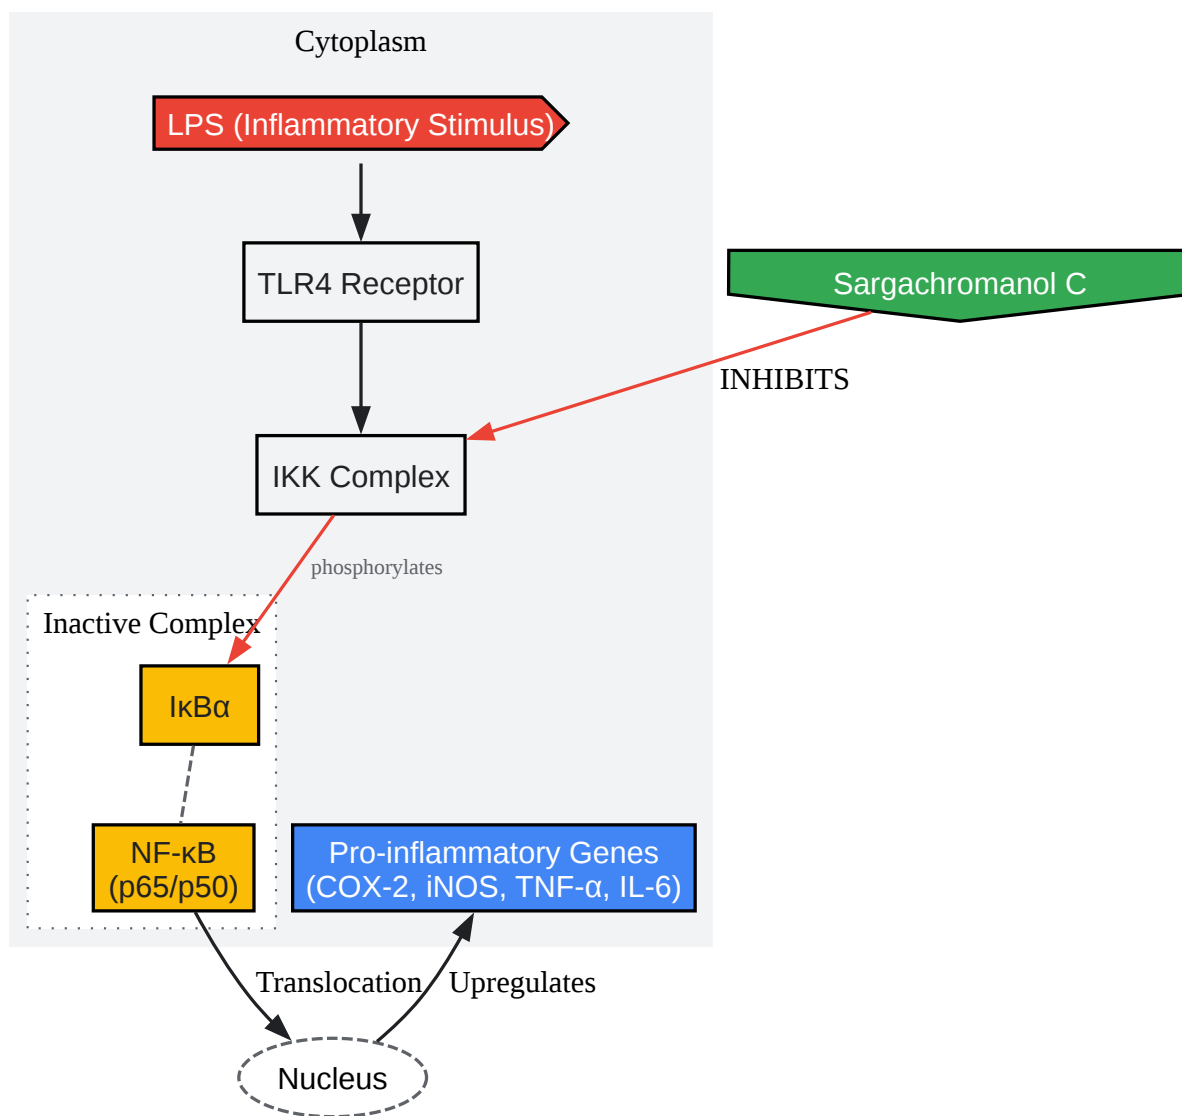 Cytoplasm
LPS (Inflammatory Stimulus)
TLR4 Receptor
Sargachromanol C
INHIBITS
IKK Complex
phosphorylates
Inactive Complex
IκBα
NF-κB
(p65/p50)
Pro-inflammatory Genes
(COX-2, iNOS, TNF-α, IL-6)
Translocation
Upregulates
Nucleus